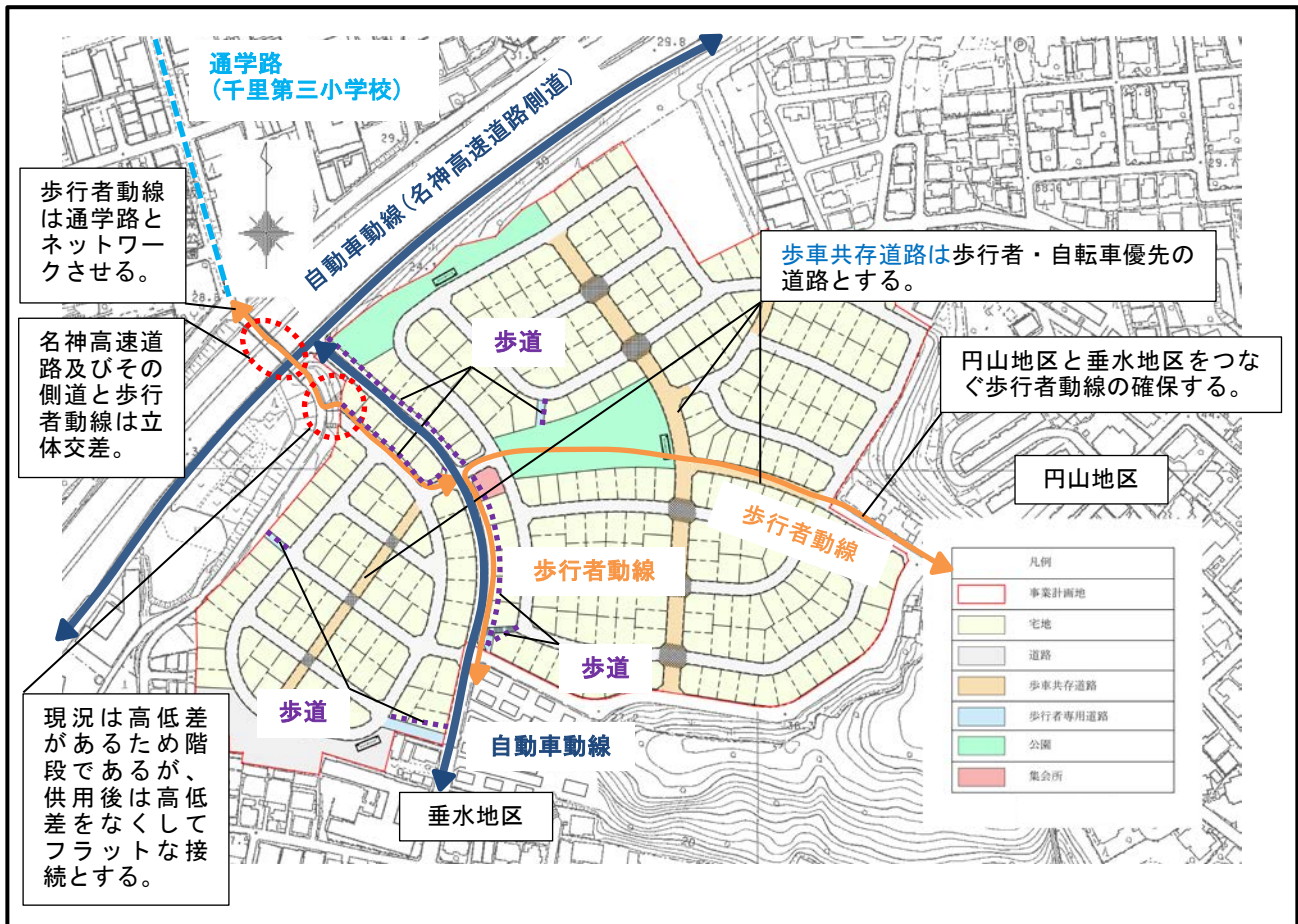 通学路
(千里第三小学校)
自動車動線(名神高速道路側道)
歩行者動線
は通学路と
ネットワー
クさせる。
名神高速道
路及びその
側道と歩行
者動線は立
体交差。
歩車共存道路は歩行者・自転車優先の
道路とする。
歩道
円山地区と垂水地区をつな
ぐ歩行者動線の確保する。
円山地区
歩行者動線
歩行者動線
歩道
歩道
自動車動線
垂水地区
現況は高低差
があるため階
段であるが、
供用後は高低
差をなくして
フラットな接
続とする。
凡例
事業計画地
宅地
道路
歩車共存道路
歩行者専用道路
公園
集会所
29.8
28.8
24.1
29.7
20